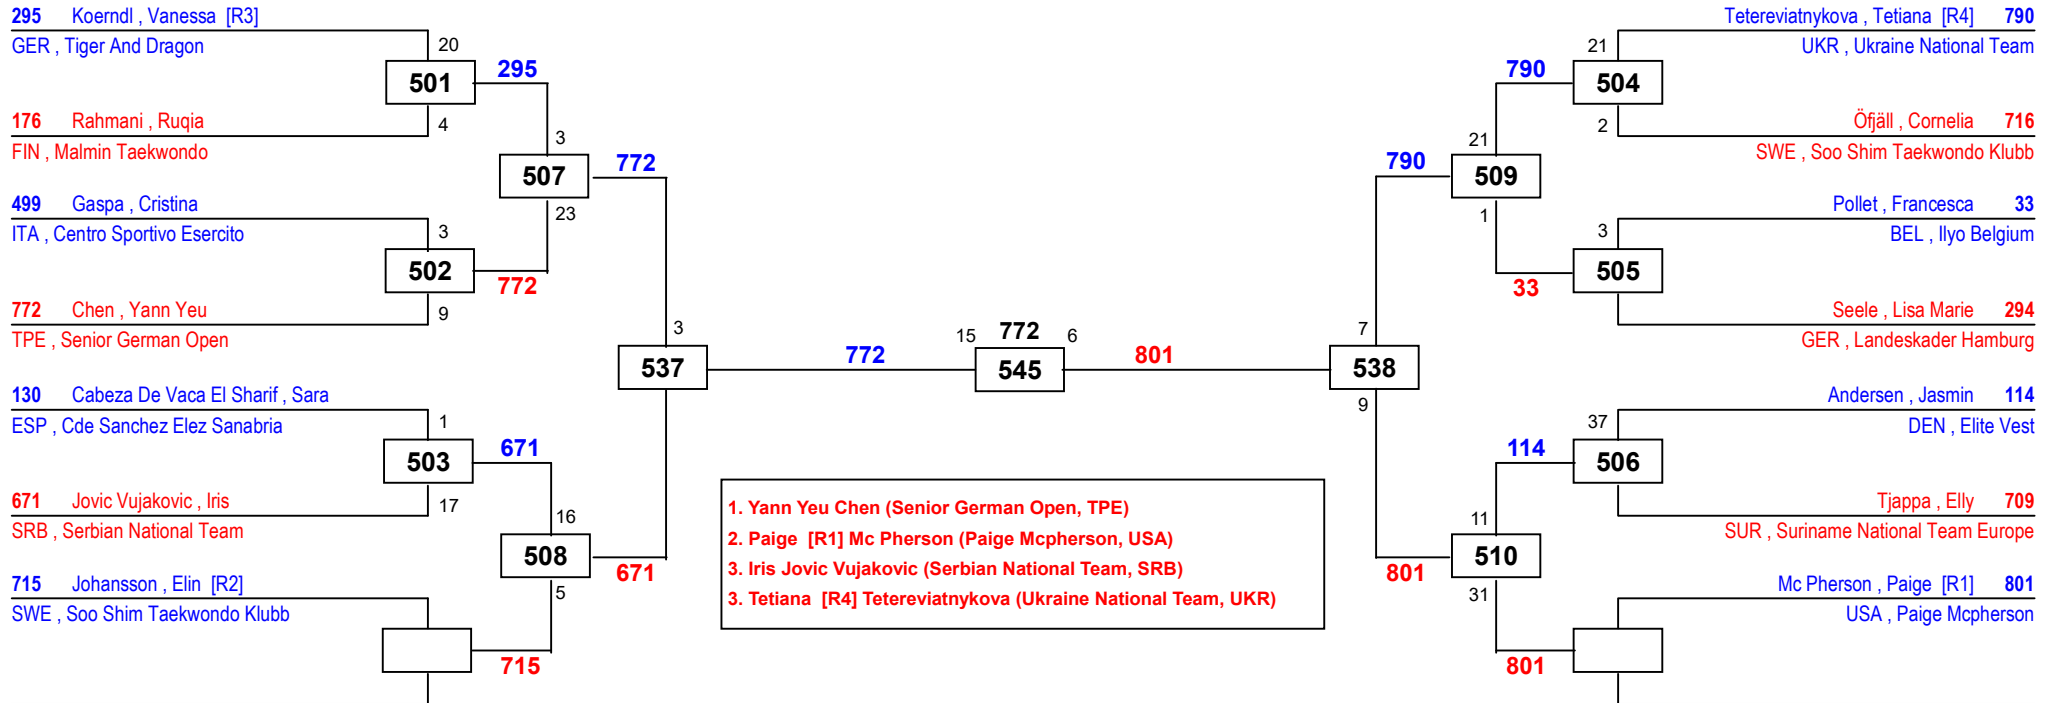 295 Koerndl , Vanessa [R3]
GER , Tiger And Dragon
20
501
295
4
176 Rahmani , Ruqia
FIN , Malmin Taekwondo
3
507
772
23
499 Gaspa , Cristina
ITA , Centro Sportivo Esercito
3
502
772
9
772 Chen , Yann Yeu
TPE , Senior German Open
3
537
772
130 Cabeza De Vaca El Sharif , Sara
ESP , Cde Sanchez Elez Sanabria
1
503
671
17
671 Jovic Vujakovic , Iris
SRB , Serbian National Team
16
508
671
5
715 Johansson , Elin [R2]
SWE , Soo Shim Taekwondo Klubb
715
15 772 6
545
801
1. Yann Yeu Chen (Senior German Open, TPE)
2. Paige [R1] Mc Pherson (Paige Mcpherson, USA)
3. Iris Jovic Vujakovic (Serbian National Team, SRB)
3. Tetiana [R4] Tetereviatnykova (Ukraine National Team, UKR)
Tetereviatnykova , Tetiana [R4] 790
UKR , Ukraine National Team
21
790
504
2
Öfjäll , Cornelia 716
SWE , Soo Shim Taekwondo Klubb
21
790
509
1
Pollet , Francesca 33
BEL , Ilyo Belgium
3
505
33
Seele , Lisa Marie 294
GER , Landeskader Hamburg
7
538
9
Andersen , Jasmin 114
DEN , Elite Vest
37
114
506
Tjappa , Elly 709
SUR , Suriname National Team Europe
11
510
801
31
Mc Pherson , Paige [R1] 801
USA , Paige Mcpherson
801